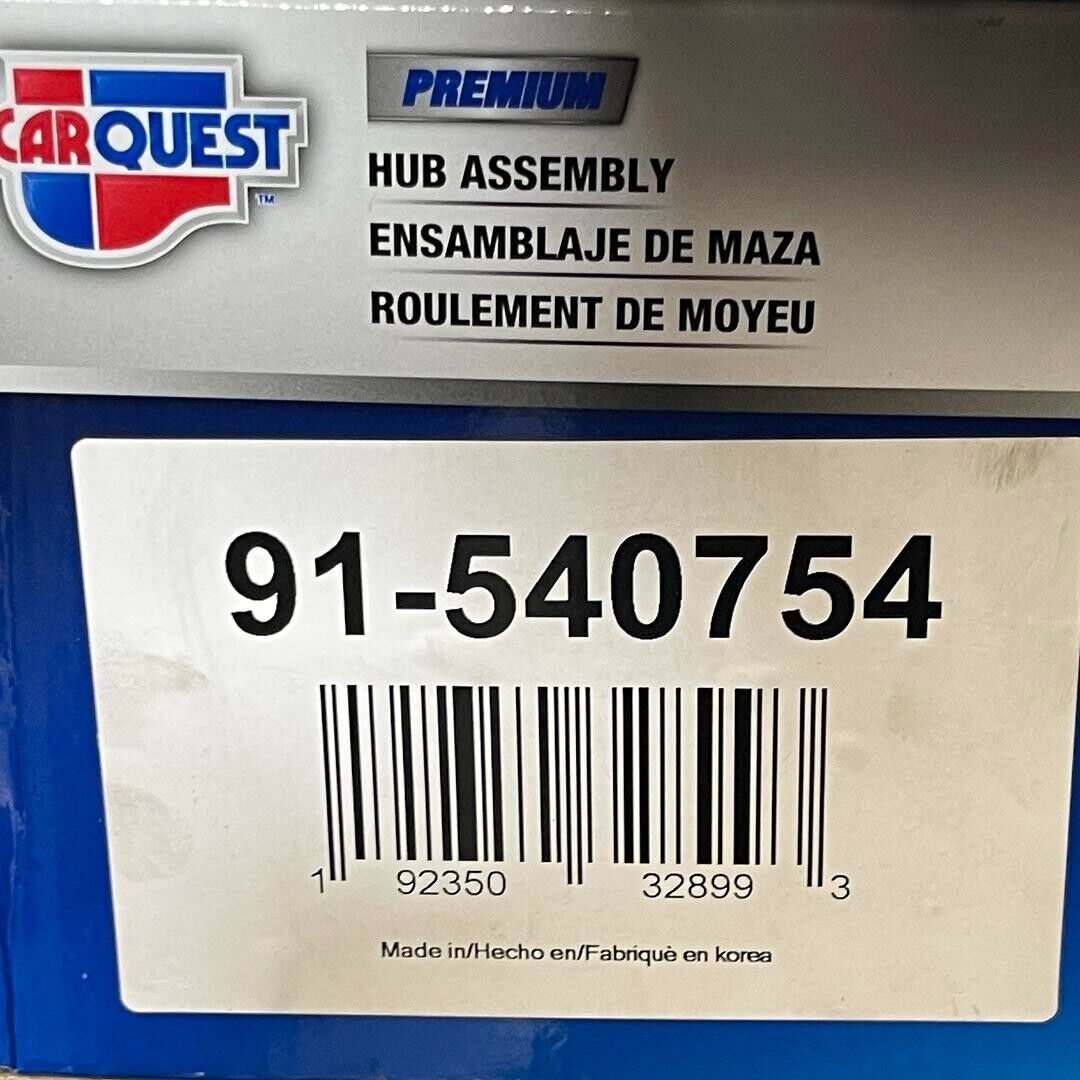 CARQUEST
TM
PREMIUM
HUB ASSEMBLY
ENSAMBLAJE DE MAZA
ROULEMENT DE MOYEU
91-540754
1 92350 32899 3
Made in/Hecho en/Fabriquè en korea